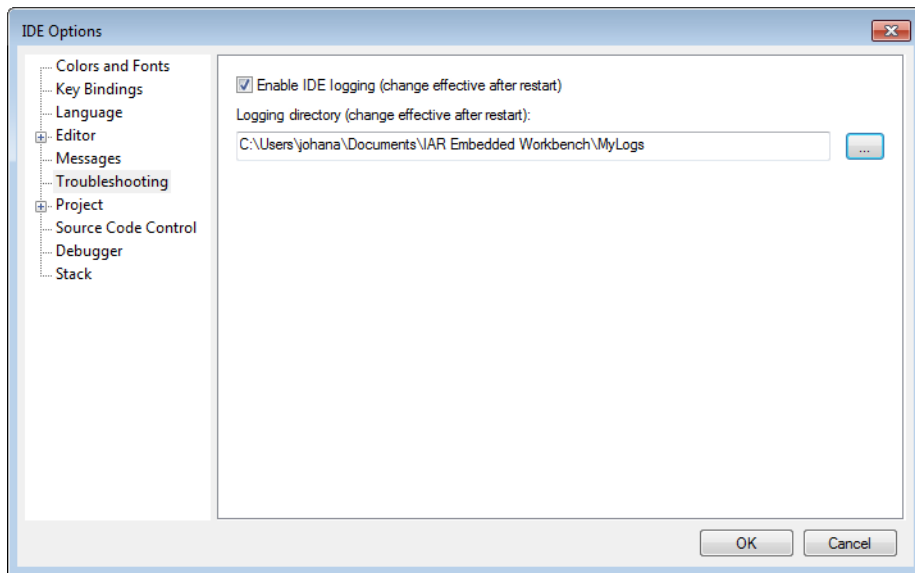 IDE Options
Colors and Fonts
Key Bindings
Language
Editor
Messages
Troubleshooting
Project
Source Code Control
Debugger
Stack
Enable IDE logging (change effective after restart)
Logging directory (change effective after restart):
C:\Users\johana\Documents\IAR Embedded Workbench\MyLogs
...
OK
Cancel